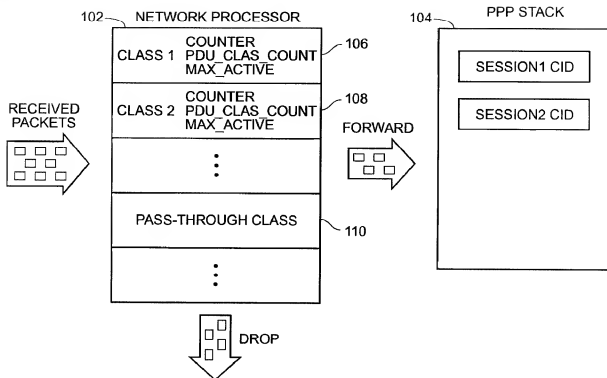 102
NETWORK PROCESSOR
CLASS 1
COUNTER
PDU_CLAS_COUNT
MAX_ACTIVE
106
CLASS 2
COUNTER
PDU_CLAS_COUNT
MAX_ACTIVE
108
PASS-THROUGH CLASS
110
RECEIVED
PACKETS
FORWARD
DROP
104
PPP STACK
SESSION1 CID
SESSION2 CID